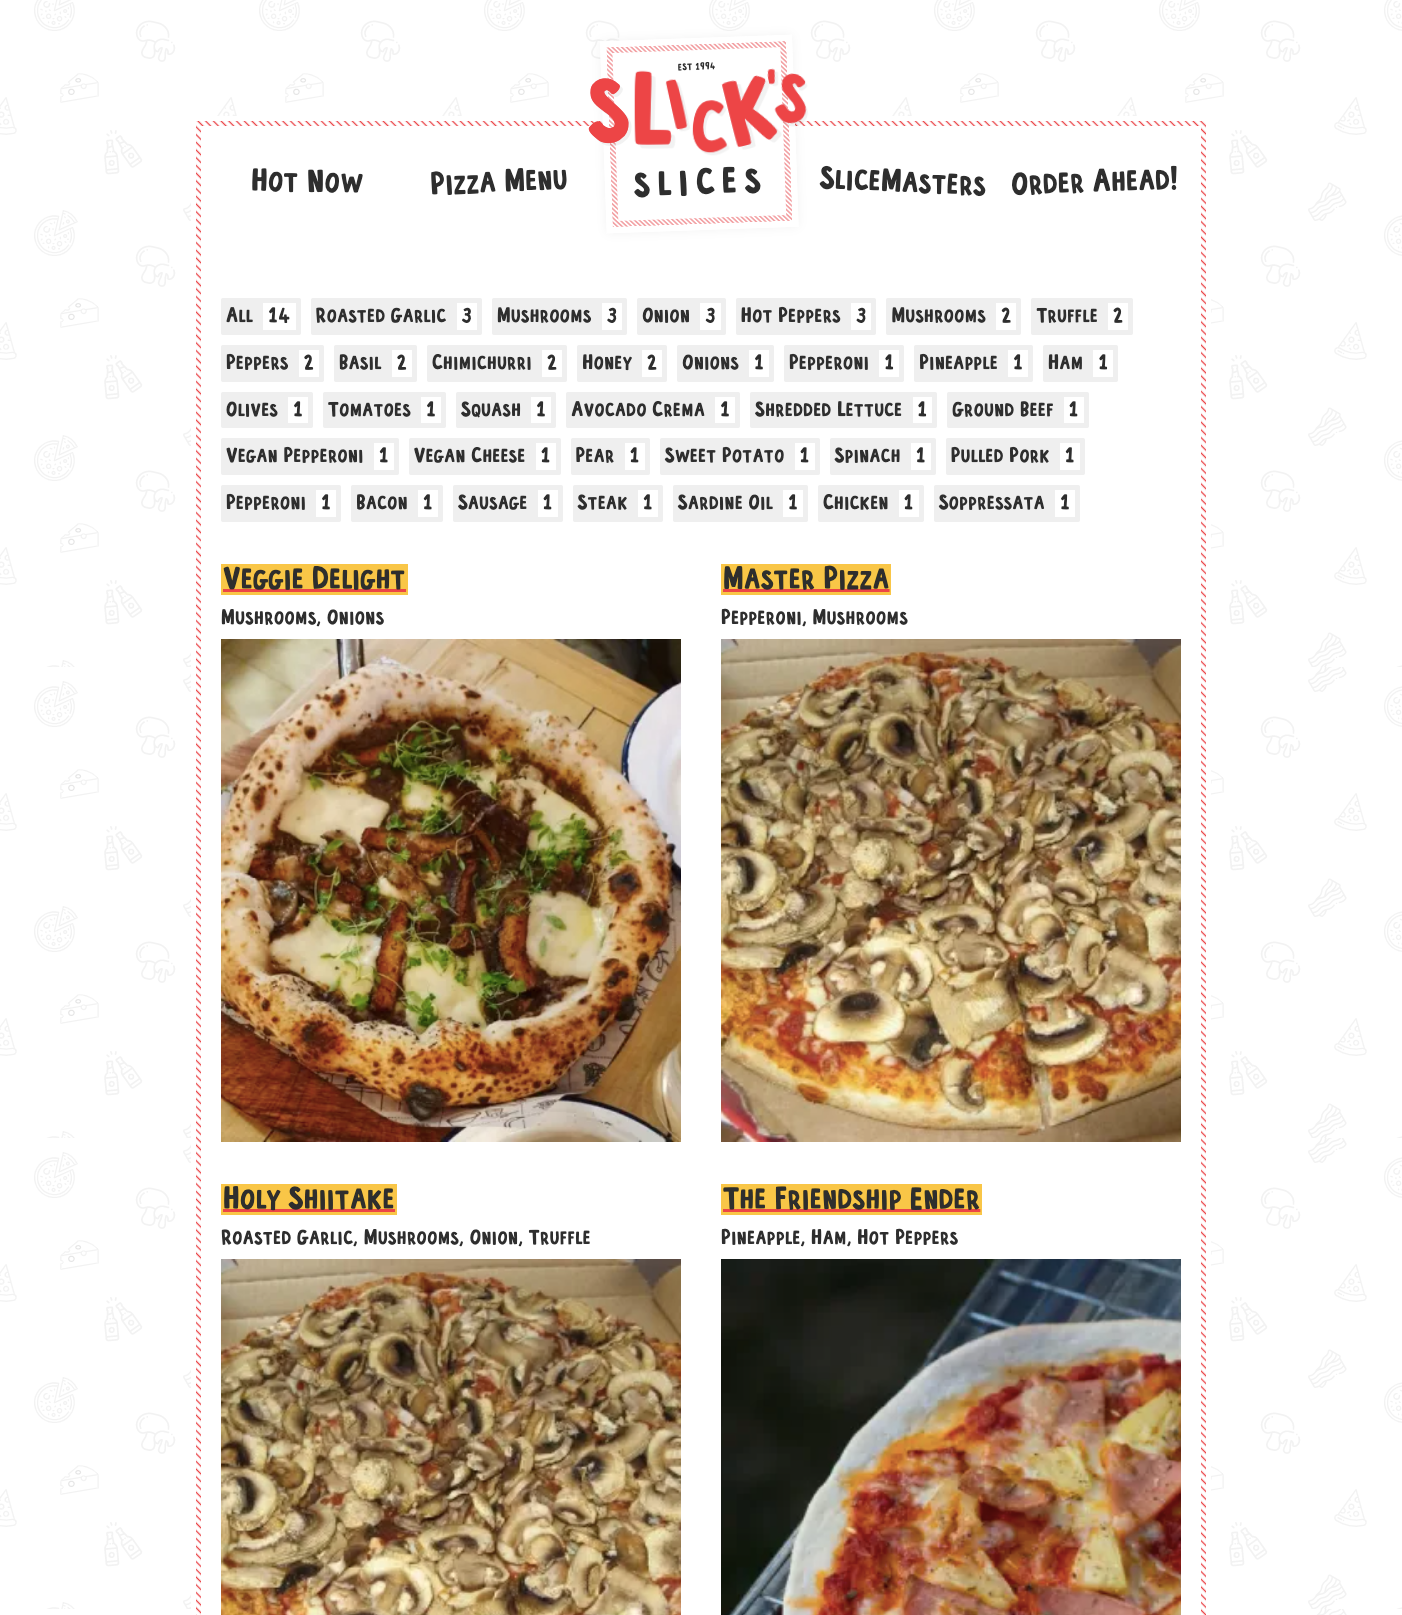 EST 1994
SLICK'S
SLICES
Hot Now
Pizza Menu
SliceMasters
Order Ahead!
All 14 Roasted Garlic 3 Mushrooms 3 Onion 3 Hot Peppers 3 Mushrooms 2 Truffle 2
Peppers 2 Basil 2 Chimichurri 2 Honey 2 Onions 1 Pepperoni 1 Pineapple 1 Ham 1
Olives 1 Tomatoes 1 Squash 1 Avocado Crema 1 Shredded Lettuce 1 Ground Beef 1
Vegan Pepperoni 1 Vegan Cheese 1 Pear 1 Sweet Potato 1 Spinach 1 Pulled Pork 1
Pepperoni 1 Bacon 1 Sausage 1 Steak 1 Sardine Oil 1 Chicken 1 Soppressata 1
Veggie Delight
Mushrooms, Onions
Master Pizza
Pepperoni, Mushrooms
Holy Shiitake
Roasted Garlic, Mushrooms, Onion, Truffle
The Friendship Ender
Pineapple, Ham, Hot Peppers